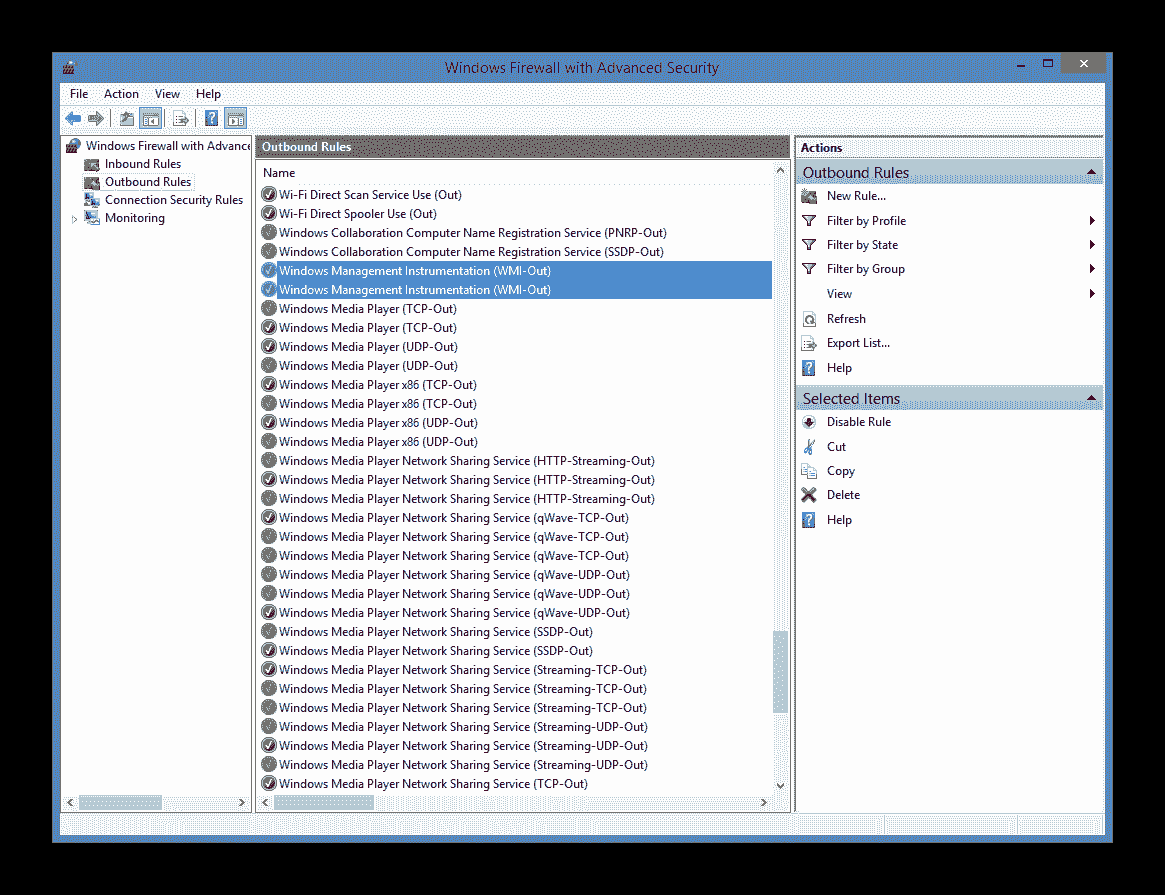 Windows Firewall with Advanced Security
File Action View Help
Windows Firewall with Advance
Inbound Rules
Outbound Rules
Connection Security Rules
Monitoring
Outbound Rules
Name
Wi-Fi Direct Scan Service Use (Out)
Wi-Fi Direct Spooler Use (Out)
Windows Collaboration Computer Name Registration Service (PNRP-Out)
Windows Collaboration Computer Name Registration Service (SSDP-Out)
Windows Management Instrumentation (WMI-Out)
Windows Management Instrumentation (WMI-Out)
Windows Media Player (TCP-Out)
Windows Media Player (TCP-Out)
Windows Media Player (UDP-Out)
Windows Media Player (UDP-Out)
Windows Media Player x86 (TCP-Out)
Windows Media Player x86 (TCP-Out)
Windows Media Player x86 (UDP-Out)
Windows Media Player x86 (UDP-Out)
Windows Media Player Network Sharing Service (HTTP-Streaming-Out)
Windows Media Player Network Sharing Service (HTTP-Streaming-Out)
Windows Media Player Network Sharing Service (HTTP-Streaming-Out)
Windows Media Player Network Sharing Service (qWave-TCP-Out)
Windows Media Player Network Sharing Service (qWave-TCP-Out)
Windows Media Player Network Sharing Service (qWave-TCP-Out)
Windows Media Player Network Sharing Service (qWave-UDP-Out)
Windows Media Player Network Sharing Service (qWave-UDP-Out)
Windows Media Player Network Sharing Service (qWave-UDP-Out)
Windows Media Player Network Sharing Service (SSDP-Out)
Windows Media Player Network Sharing Service (SSDP-Out)
Windows Media Player Network Sharing Service (Streaming-TCP-Out)
Windows Media Player Network Sharing Service (Streaming-TCP-Out)
Windows Media Player Network Sharing Service (Streaming-TCP-Out)
Windows Media Player Network Sharing Service (Streaming-UDP-Out)
Windows Media Player Network Sharing Service (Streaming-UDP-Out)
Windows Media Player Network Sharing Service (Streaming-UDP-Out)
Windows Media Player Network Sharing Service (TCP-Out)
Actions
Outbound Rules
New Rule...
Filter by Profile
Filter by State
Filter by Group
View
Refresh
Export List...
Help
Selected Items
Disable Rule
Cut
Copy
Delete
Help